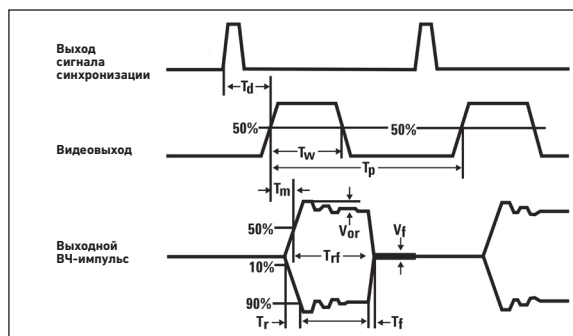 Выход
сигнала
синхронизации
Td
50%
50%
Видеовыход
Tw
Tp
Tm
50%
Vor
Vf
Выходной
ВЧ-импульс
Trf
10%
90%
Tr
Tf